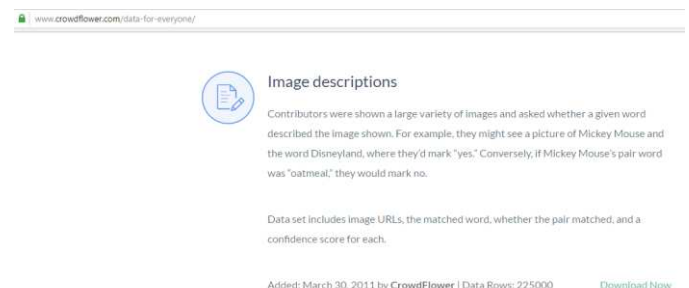 www.crowdflower.com/data-for-everyone/
Image descriptions
Contributors were shown a large variety of images and asked whether a given word
described the image shown. For example, they might see a picture of Mickey Mouse and
the word Disneyland, where they'd mark "yes." Conversely, if Mickey Mouse's pair word
was "oatmeal," they would mark no.
Data set includes image URLs, the matched word, whether the pair matched, and a
confidence score for each.
Added: March 30, 2011 by CrowdFlower | Data Rows: 225000 Download Now